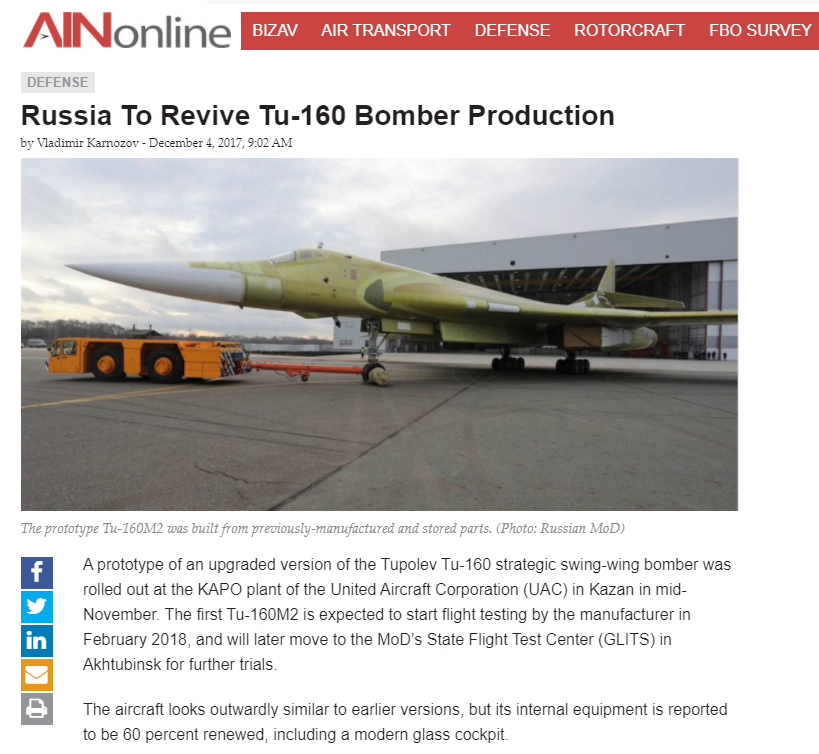 AINonline
BIZAV AIR TRANSPORT DEFENSE ROTORCRAFT FBO SURVEY
DEFENSE
Russia To Revive Tu-160 Bomber Production
by Vladimir Karnozov - December 4, 2017, 9:02 AM
The prototype Tu-160M2 was built from previously-manufactured and stored parts. (Photo: Russian MoD)
A prototype of an upgraded version of the Tupolev Tu-160 strategic swing-wing bomber was
rolled out at the KAPO plant of the United Aircraft Corporation (UAC) in Kazan in mid-
November. The first Tu-160M2 is expected to start flight testing by the manufacturer in
February 2018, and will later move to the MoD’s State Flight Test Center (GLITS) in
Akhtubinsk for further trials.
The aircraft looks outwardly similar to earlier versions, but its internal equipment is reported
to be 60 percent renewed, including a modern glass cockpit.